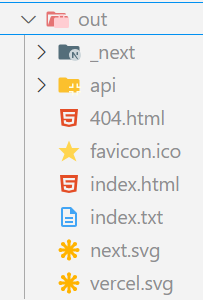 out
_next
api
404.html
favicon.ico
index.html
index.txt
next.svg
vercel.svg